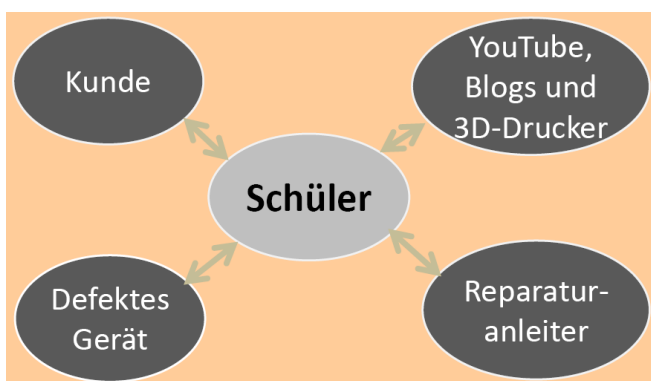 Kunde
YouTube,
Blogs und
3D-Drucker
Schüler
Defektes
Gerät
Reparatur-
anleiter